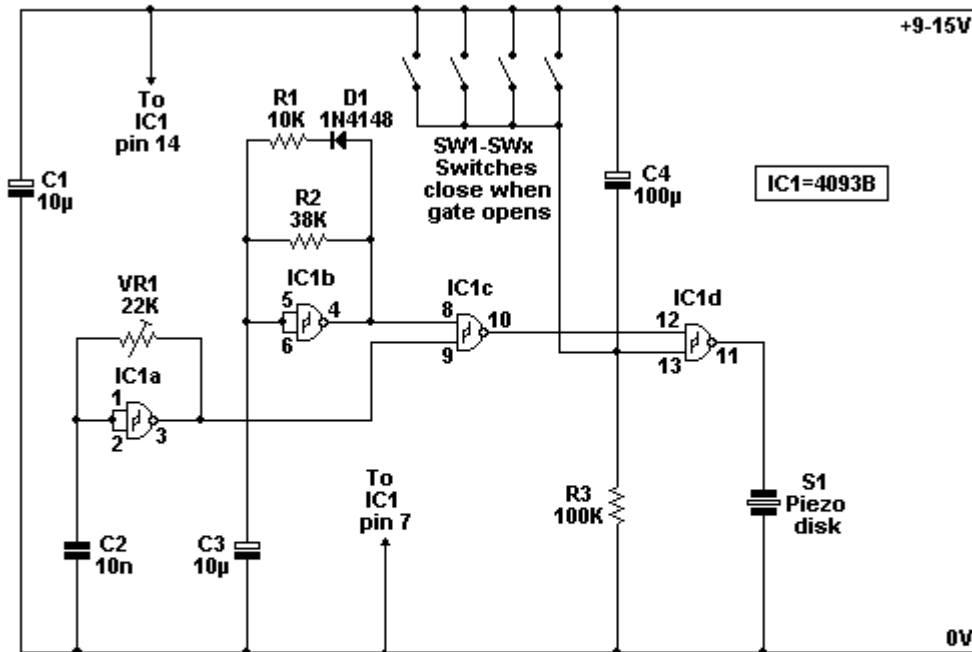 +9-15V
To
IC1
pin 14
R1
10K
D1
1N4148
SW1-SWx
Switches
close when
gate opens
C1
10µ
C4
100µ
IC1=4093B
R2
38K
IC1b
5
6
4
VR1
22K
IC1c
8
9
10
IC1d
12
13
11
IC1a
1
2
3
To
IC1
pin 7
R3
100K
S1
Piezo
disk
C2
10n
C3
10µ
0V